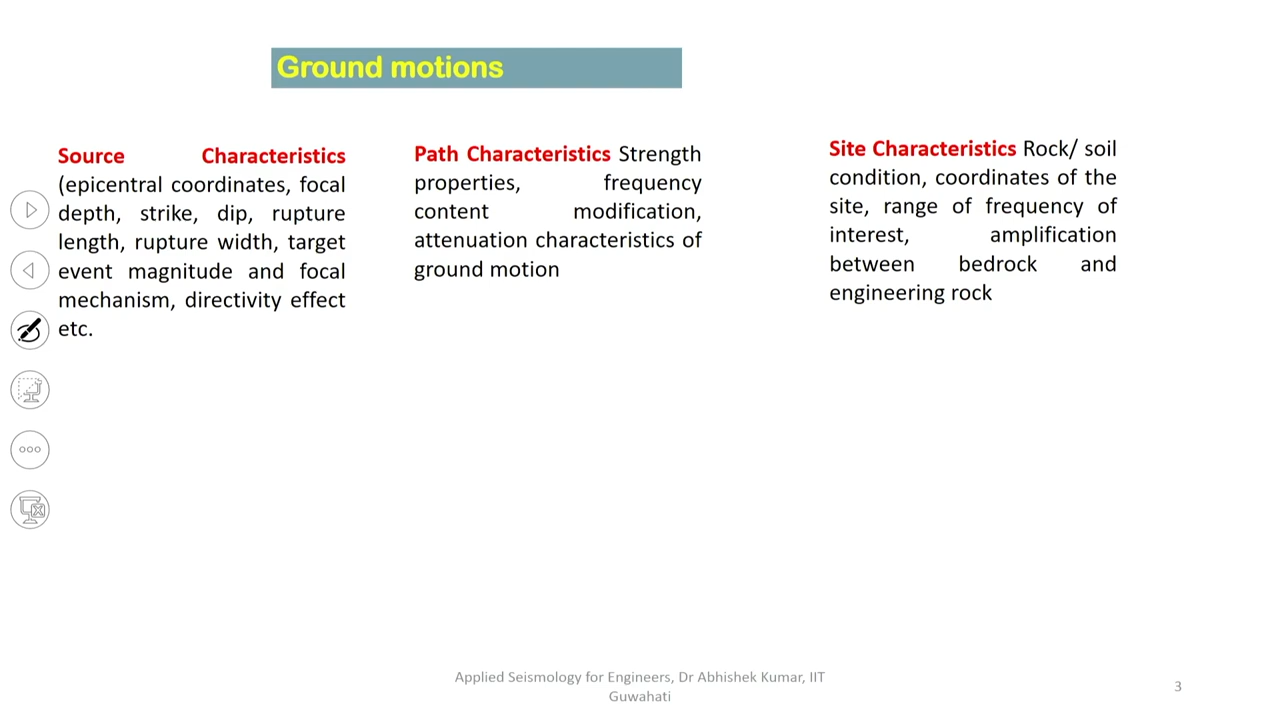 Ground motions
Source Characteristics
(epicentral coordinates, focal
depth, strike, dip, rupture
length, rupture width, target
event magnitude and focal
mechanism, directivity effect
etc.
Path Characteristics Strength
properties, frequency
content modification,
attenuation characteristics of
ground motion
Site Characteristics Rock/ soil
condition, coordinates of the
site, range of frequency of
interest, amplification
between bedrock and
engineering rock
Applied Seismology for Engineers, Dr Abhishek Kumar, IIT
Guwahati
3